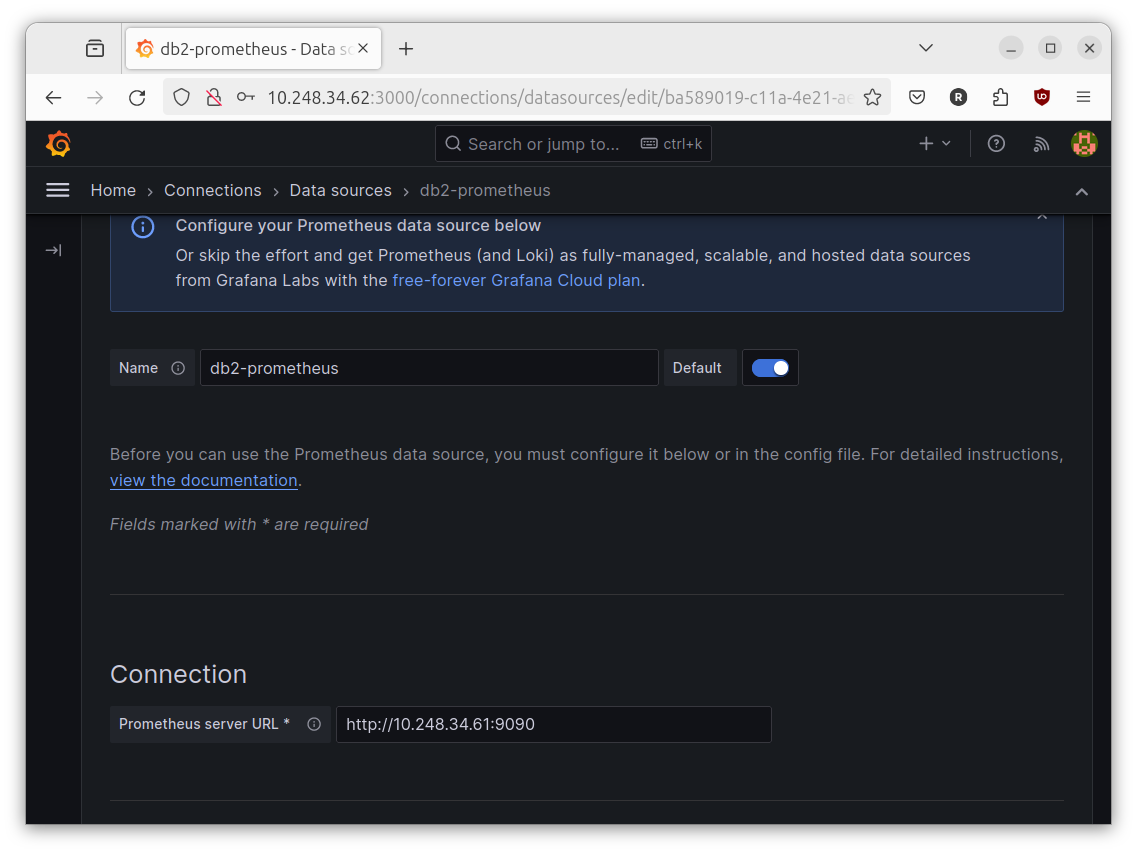 db2-prometheus - Data
10.248.34.62:3000/connections/datasources/edit/ba589019-c11a-4e21-ae
R
Search or jump to... ctrl+k
Home › Connections › Data sources › db2-prometheus
Configure your Prometheus data source below
Or skip the effort and get Prometheus (and Loki) as fully-managed, scalable, and hosted data sources
from Grafana Labs with the free-forever Grafana Cloud plan.
Name db2-prometheus Default
Before you can use the Prometheus data source, you must configure it below or in the config file. For detailed instructions,
view the documentation.
Fields marked with * are required
Connection
Prometheus server URL * http://10.248.34.61:9090